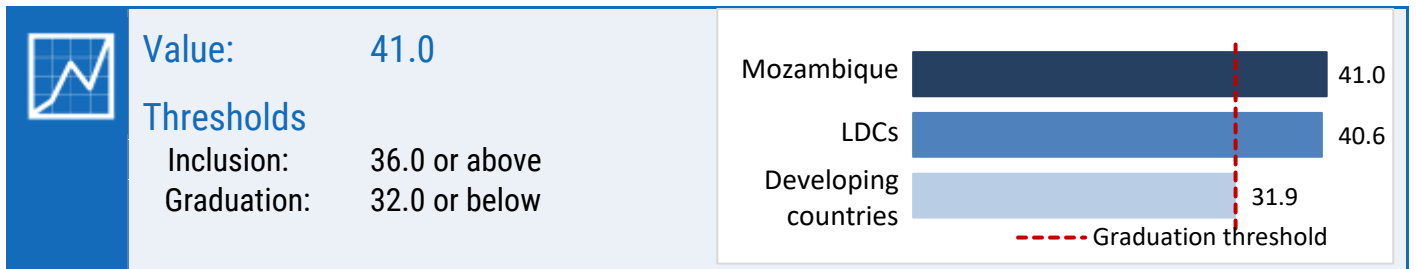 Value: 41.0
Thresholds
Inclusion: 36.0 or above
Graduation: 32.0 or below
Mozambique 41.0
LDCs 40.6
Developing
countries 31.9
Graduation threshold